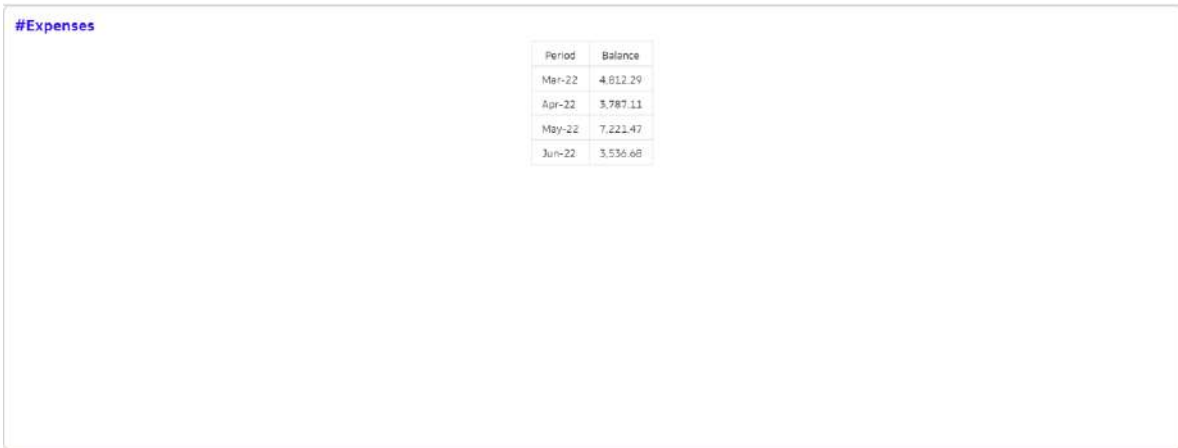 #Expenses
Period Balance
Mar-22 4,812.29
Apr-22 3,787.11
May-22 7,221.47
Jun-22 3,536.68